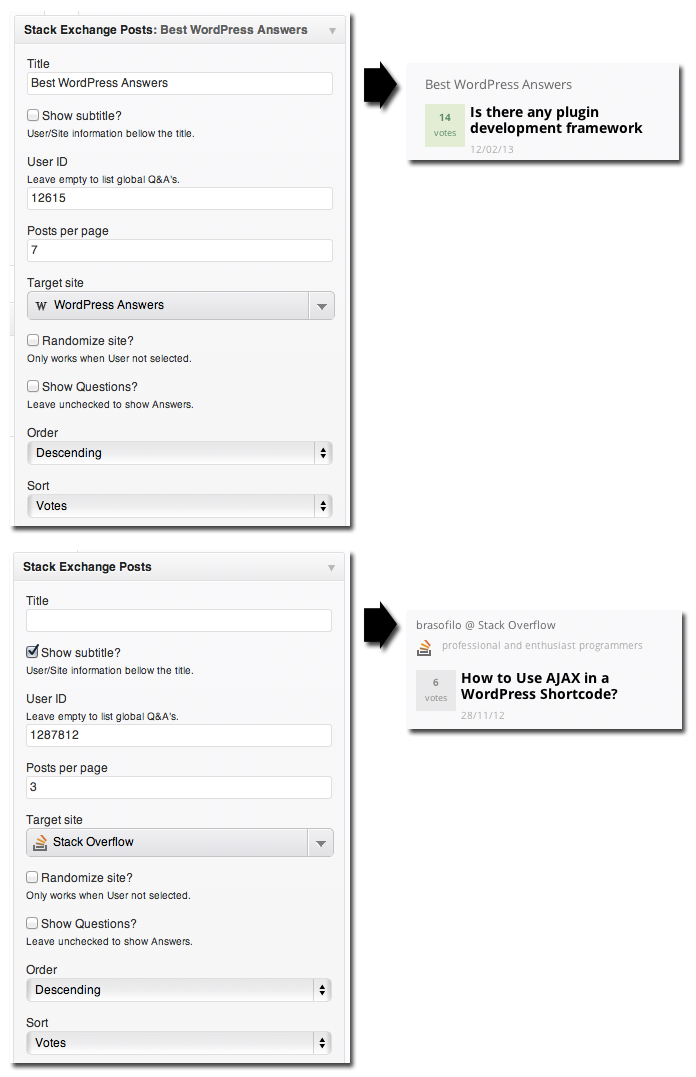 Stack Exchange Posts: Best WordPress Answers
Title
Best WordPress Answers
Show subtitle?
User/Site information bellow the title.
User ID
Leave empty to list global Q&A's.
12615
Posts per page
7
Target site
W WordPress Answers
Randomize site?
Only works when User not selected.
Show Questions?
Leave unchecked to show Answers.
Order
Descending
Sort
Votes
Best WordPress Answers
14
votes
Is there any plugin
development framework
12/02/13
Stack Exchange Posts
Title
Show subtitle?
User/Site information bellow the title.
User ID
Leave empty to list global Q&A's.
1287812
Posts per page
3
Target site
Stack Overflow
Randomize site?
Only works when User not selected.
Show Questions?
Leave unchecked to show Answers.
Order
Descending
Sort
Votes
brasofilo @ Stack Overflow
professional and enthusiast programmers
6
votes
How to Use AJAX in a
WordPress Shortcode?
28/11/12